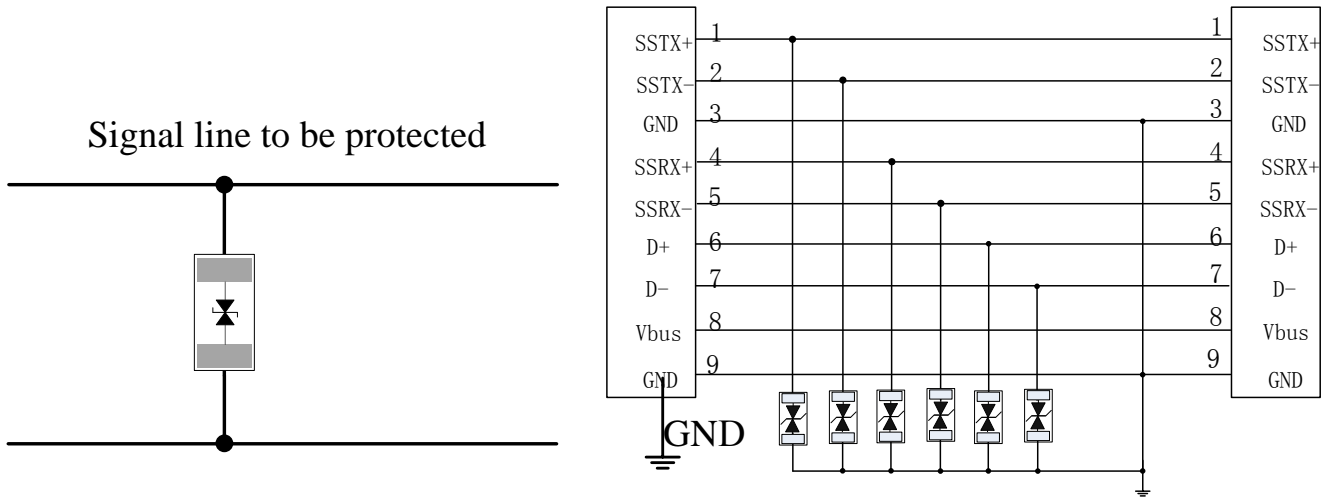 Signal line to be protected
SSTX+ 1 1 SSTX+
SSTX- 2 2 SSTX-
GND 3 3 GND
SSRX+ 4 4 SSRX+
SSRX- 5 5 SSRX-
D+ 6 6 D+
D- 7 7 D-
Vbus 8 8 Vbus
GND 9 9 GND
GND